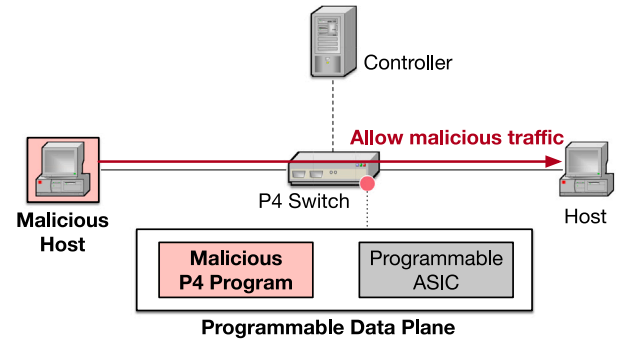 Controller
Allow malicious traffic
P4 Switch
Malicious
Host
Host
Malicious
P4 Program
Programmable
ASIC
Programmable Data Plane